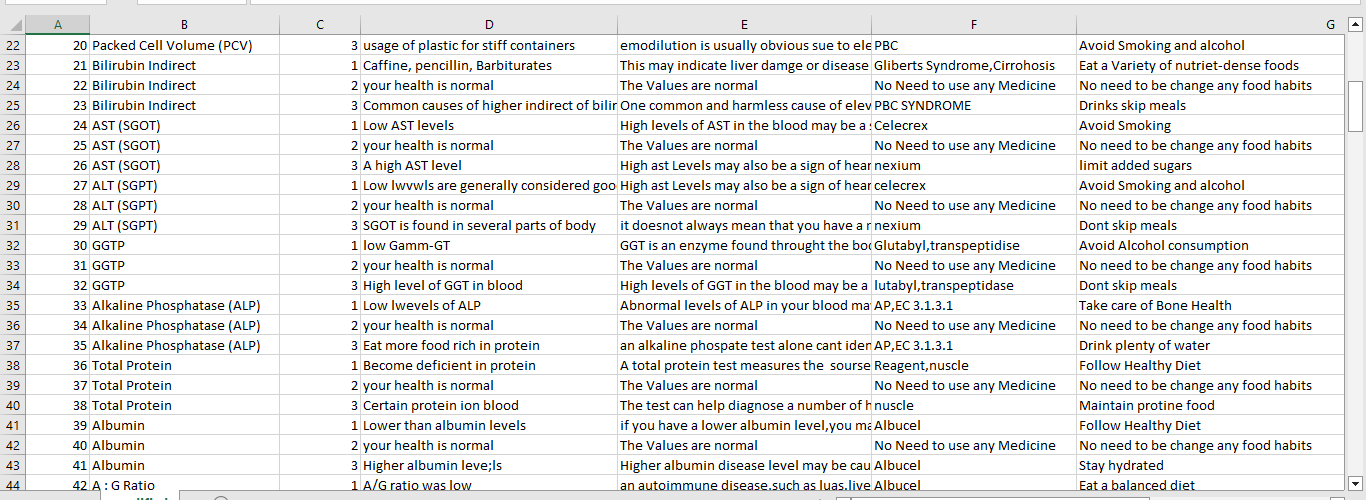 A B C D E F G
22 20 Packed Cell Volume (PCV) 3 usage of plastic for stiff containers emodilution is usually obvious sue to ele PBC Avoid Smoking and alcohol
23 21 Bilirubin Indirect 1 Caffine, pencillin, Barbiturates This may indicate liver damge or disease Gliberts Syndrome,Cirrohosis Eat a Variety of nutriet-dense foods
24 22 Bilirubin Indirect 2 your health is normal The Values are normal No Need to use any Medicine No need to be change any food habits
25 23 Bilirubin Indirect 3 Common causes of higher indirect of bilir One common and harmless cause of elev PBC SYNDROME Drinks skip meals
26 24 AST (SGOT) 1 Low AST levels High levels of AST in the blood may be a s Celecrex Avoid Smoking
27 25 AST (SGOT) 2 your health is normal The Values are normal No Need to use any Medicine No need to be change any food habits
28 26 AST (SGOT) 3 A high AST level High ast Levels may also be a sign of hear nexium limit added sugars
29 27 ALT (SGPT) 1 Low lwvwls are generally considered goo High ast Levels may also be a sign of hear celecrex Avoid Smoking and alcohol
30 28 ALT (SGPT) 2 your health is normal The Values are normal No Need to use any Medicine No need to be change any food habits
31 29 ALT (SGPT) 3 SGOT is found in several parts of body it doesnot always mean that you have a r nexium Dont skip meals
32 30 GGTP 1 low Gamm-GT GGT is an enzyme found throught the boo Glutabyl,transpeptidise Avoid Alcohol consumption
33 31 GGTP 2 your health is normal The Values are normal No Need to use any Medicine No need to be change any food habits
34 32 GGTP 3 High level of GGT in blood High levels of GGT in the blood may be a lutabyl,transpeptidase Dont skip meals
35 33 Alkaline Phosphatase (ALP) 1 Low lwevels of ALP Abnormal levels of ALP in your blood ma AP,EC 3.1.3.1 Take care of Bone Health
36 34 Alkaline Phosphatase (ALP) 2 your health is normal The Values are normal No Need to use any Medicine No need to be change any food habits
37 35 Alkaline Phosphatase (ALP) 3 Eat more food rich in protein an alkaline phospate test alone cant iden AP,EC 3.1.3.1 Drink plenty of water
38 36 Total Protein 1 Become deficient in protein A total protein test measures the sourse Reagent,nuscle Follow Healthy Diet
39 37 Total Protein 2 your health is normal The Values are normal No Need to use any Medicine No need to be change any food habits
40 38 Total Protein 3 Certain protein ion blood The test can help diagnose a number of h nuscle Maintain protine food
41 39 Albumin 1 Lower than albumin levels if you have a lower albumin level,you ma Albucel Follow Healthy Diet
42 40 Albumin 2 your health is normal The Values are normal No Need to use any Medicine No need to be change any food habits
43 41 Albumin 3 Higher albumin leve;ls Higher albumin disease level may be cau Albucel Stay hydrated
44 42 A : G Ratio 1 A/G ratio was low an autoimmune disease,such as luas,live Albucel Eat a balanced diet